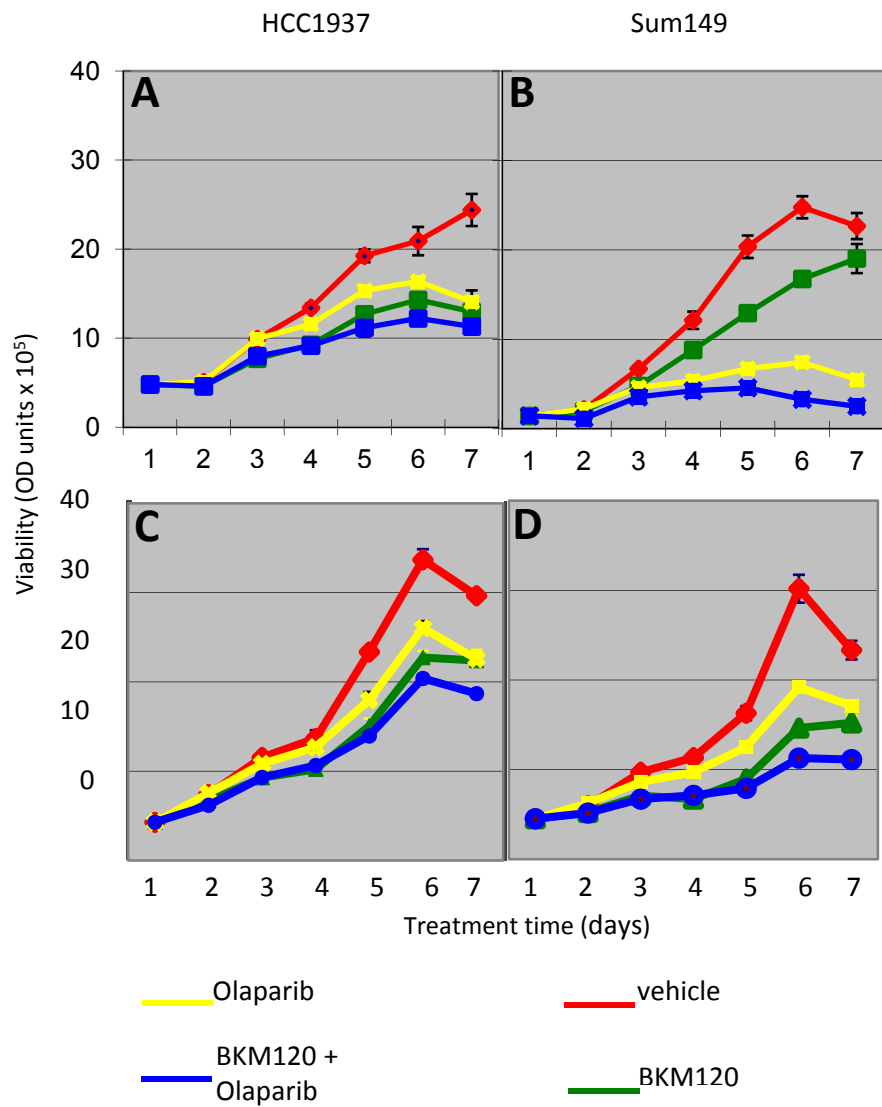 HCC1937 Sum149
A B
40
30
20
10
0
1 2 3 4 5 6 7 1 2 3 4 5 6 7
Viability (OD units x 10⁵)
C D
40
30
20
10
0
1 2 3 4 5 6 7 1 2 3 4 5 6 7
Treatment time (days)
Olaparib vehicle
BKM120 +
Olaparib
BKM120